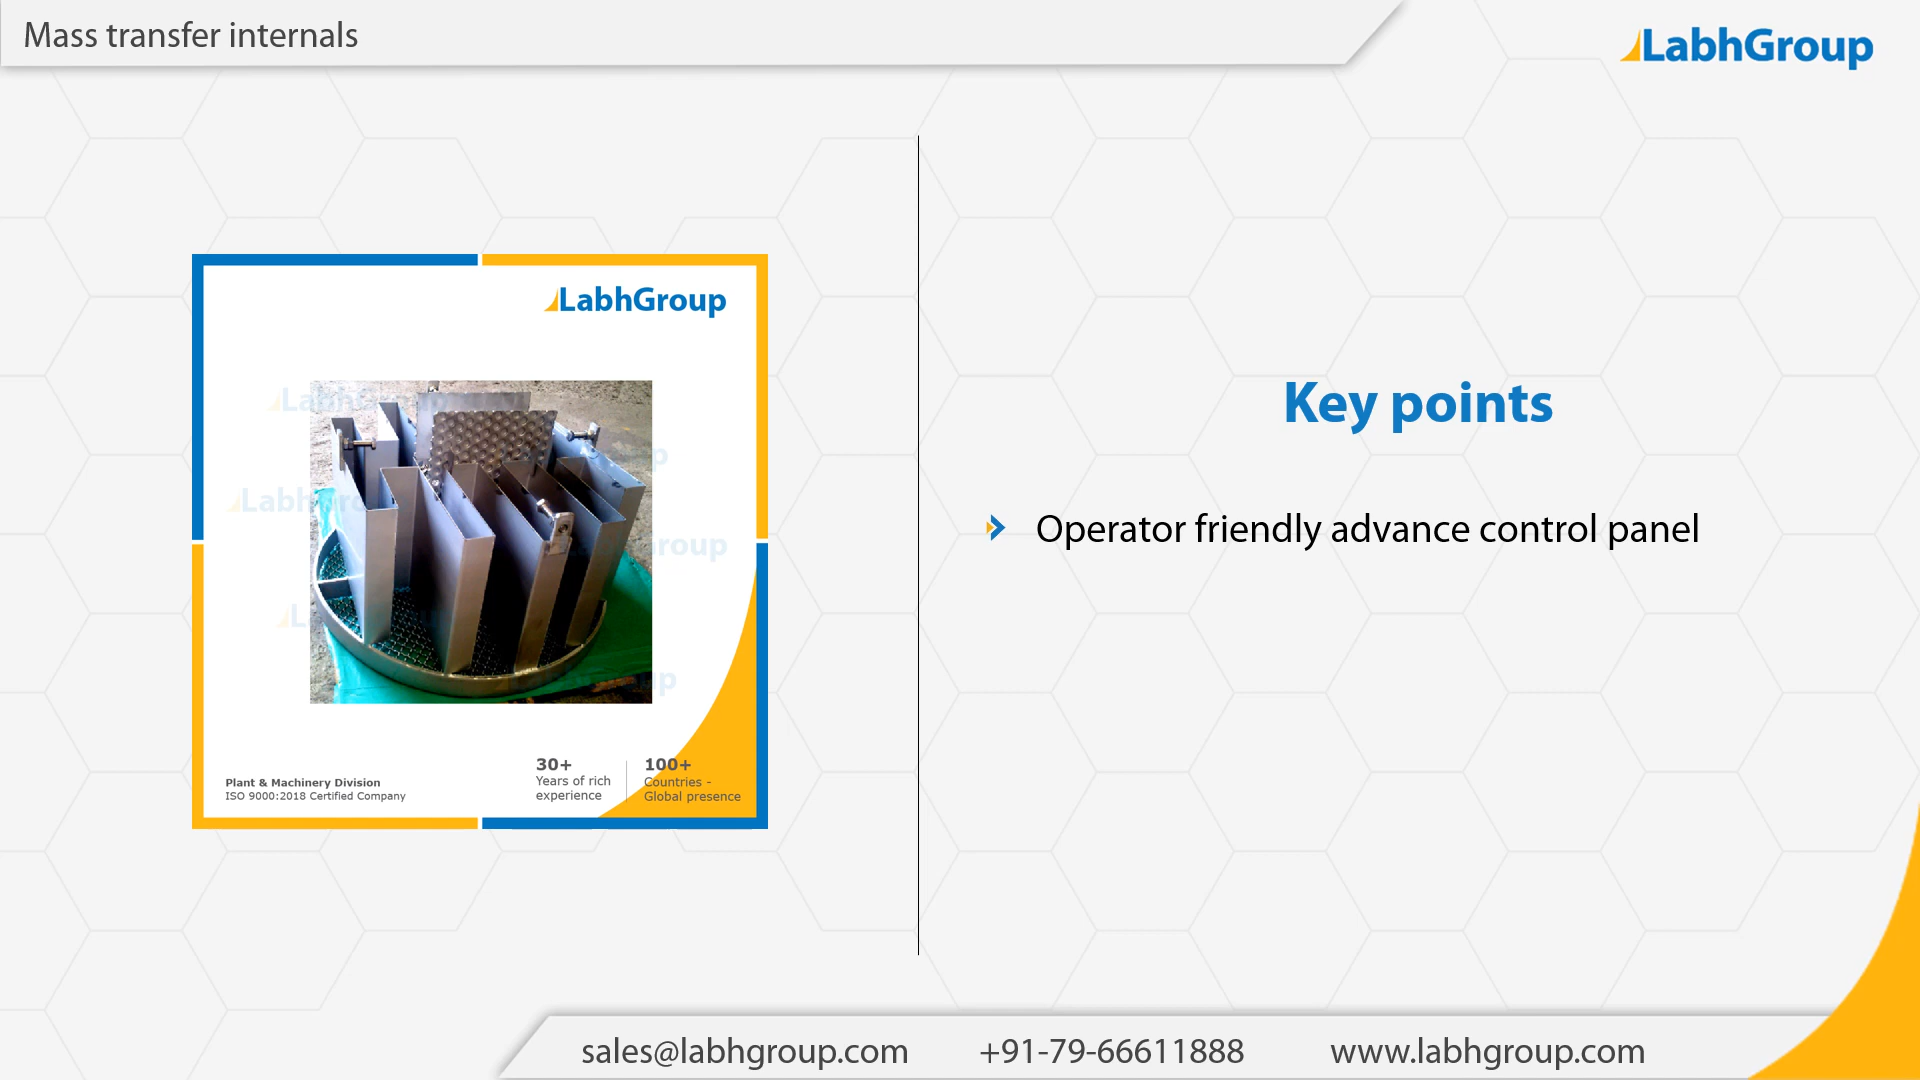 Mass transfer internals
LabhGroup
LabhGroup
LabhGroup
LabhGroup
Key points
Operator friendly advance control panel
30+
Years of rich
experience
100+
Countries -
Global presence
Plant & Machinery Division
ISO 9000:2018 Certified Company
sales@labhgroup.com
+91-79-66611888
www.labhgroup.com